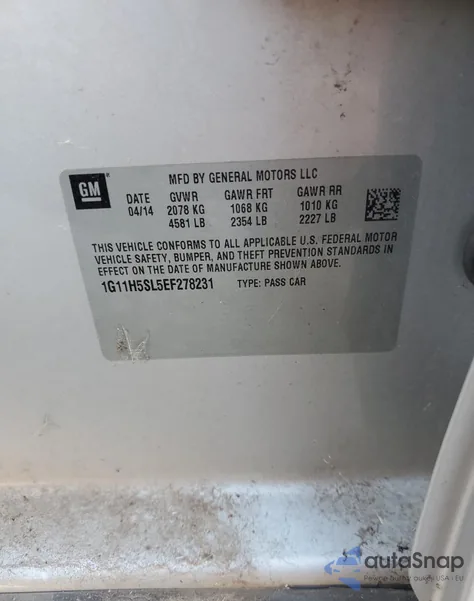 GM
MFD BY GENERAL MOTORS LLC
DATE GVWR GAWR FRT GAWR RR
04/14 2078 KG 1068 KG 1010 KG
4581 LB 2354 LB 2227 LB
THIS VEHICLE CONFORMS TO ALL APPLICABLE U.S. FEDERAL MOTOR
VEHICLE SAFETY, BUMPER, AND THEFT PREVENTION STANDARDS IN
EFFECT ON THE DATE OF MANUFACTURE SHOWN ABOVE.
1G11H5SL5EF278231 TYPE: PASS CAR
autoSnap